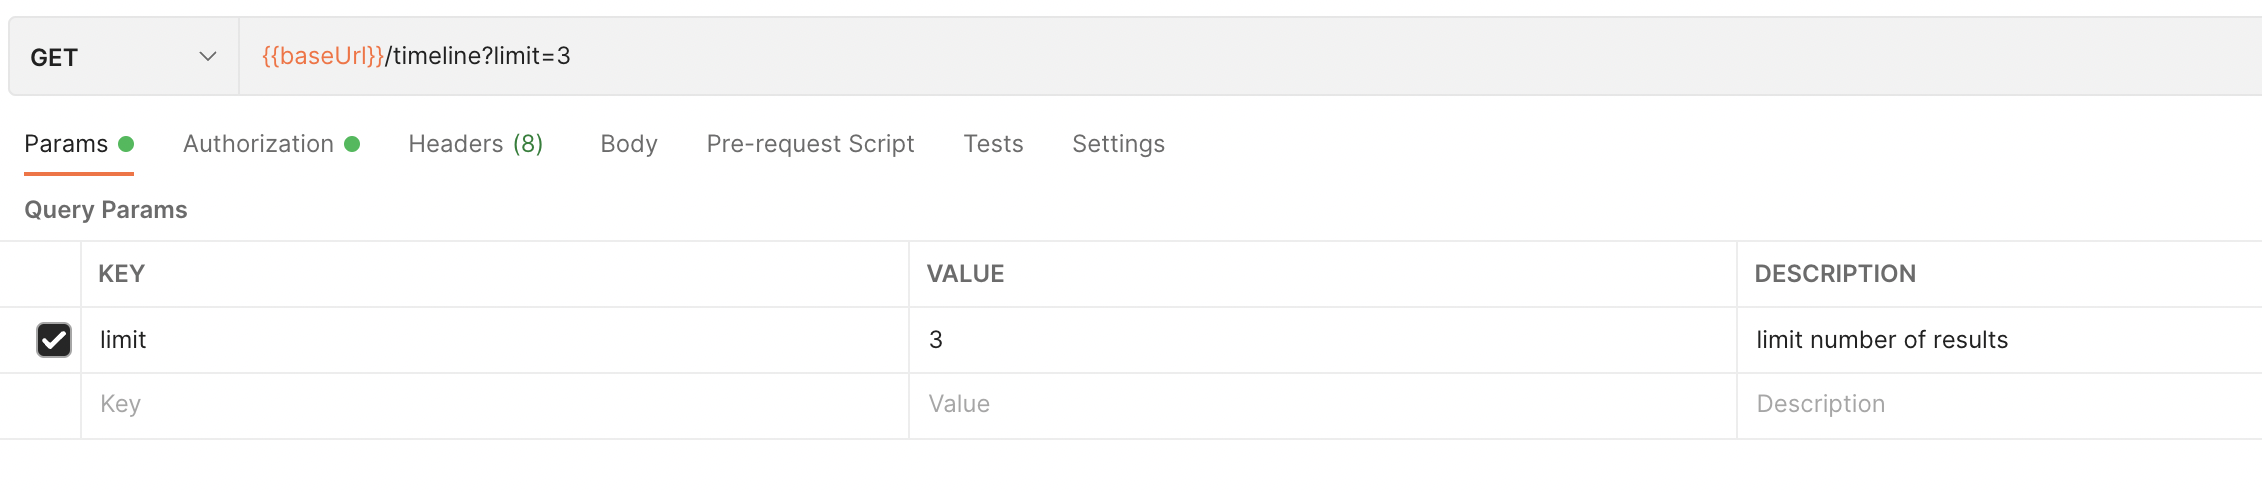 GET {{baseUrl}}/timeline?limit=3
Params Authorization Headers (8) Body Pre-request Script Tests Settings
Query Params
KEY VALUE DESCRIPTION
limit 3 limit number of results
Key Value Description